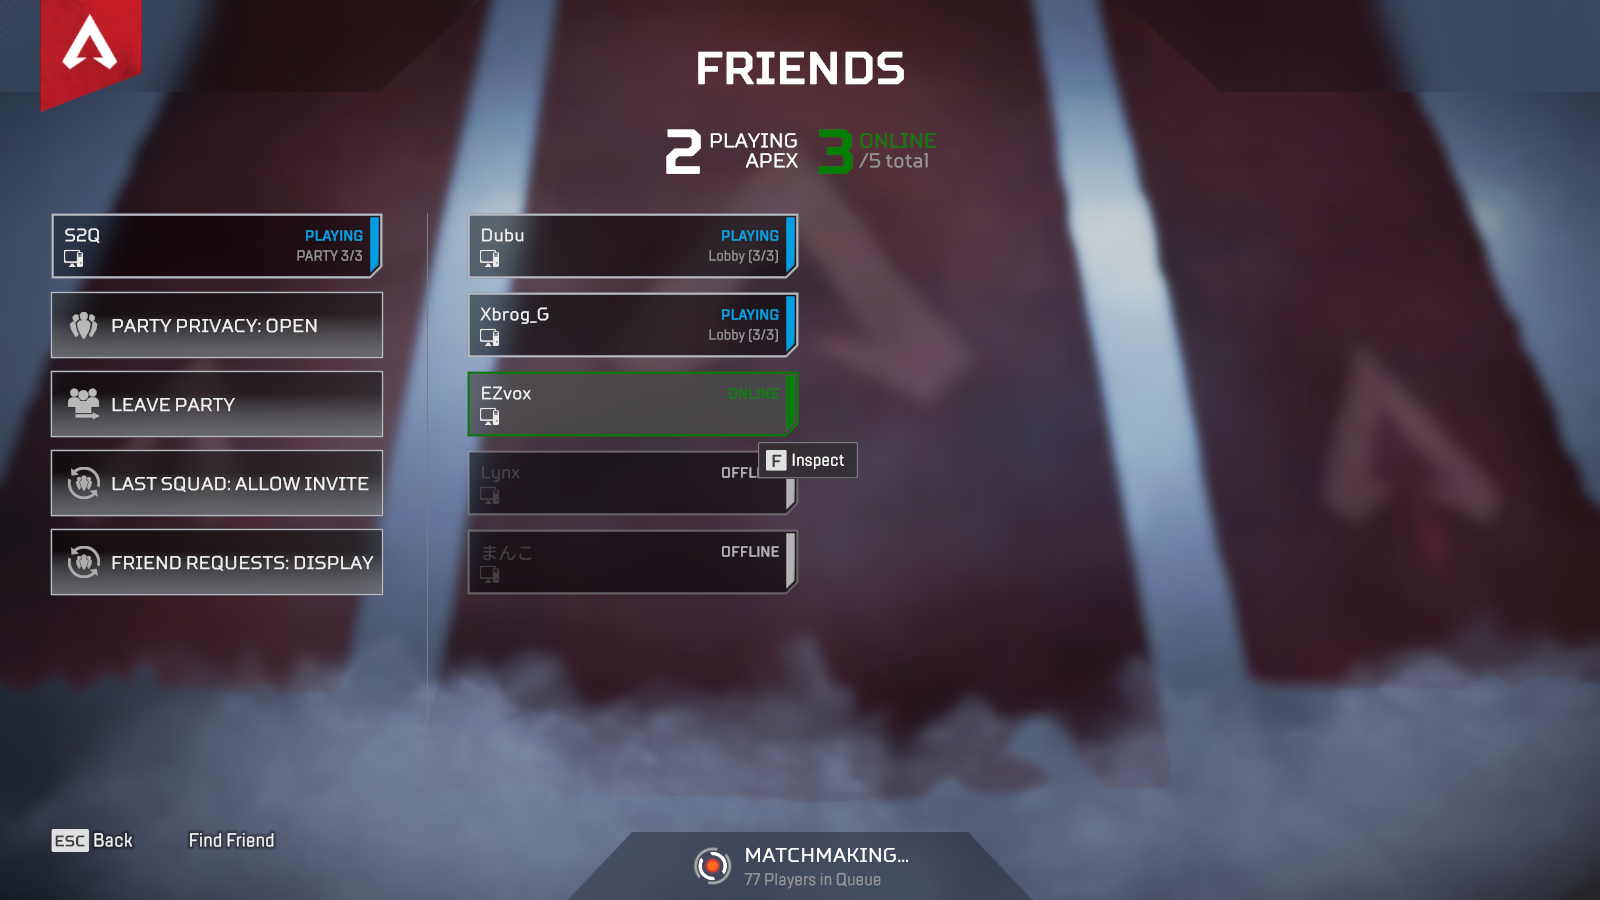 FRIENDS
2 PLAYING APEX
3 ONLINE /5 total
S2Q
PLAYING
PARTY 3/3
PARTY PRIVACY: OPEN
LEAVE PARTY
LAST SQUAD: ALLOW INVITE
FRIEND REQUESTS: DISPLAY
Dubu
PLAYING
Lobby [3/3]
Xbrog_G
PLAYING
Lobby [3/3]
EZvox
ONLINE
F Inspect
Lynx
OFFL
まんこ
OFFLINE
ESC Back
Find Friend
MATCHMAKING...
77 Players in Queue